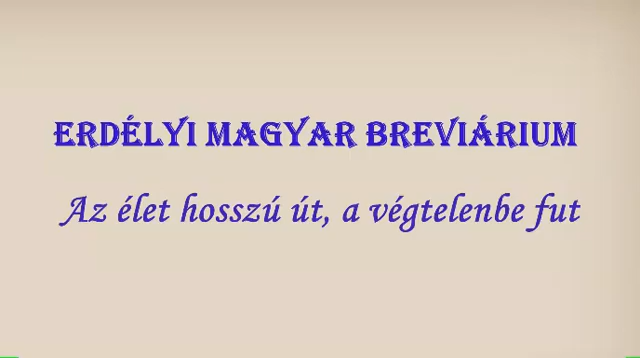 ERDÉLYI MAGYAR BREVIÁRIUM
Az élet hosszú út, a végtelenbe fut